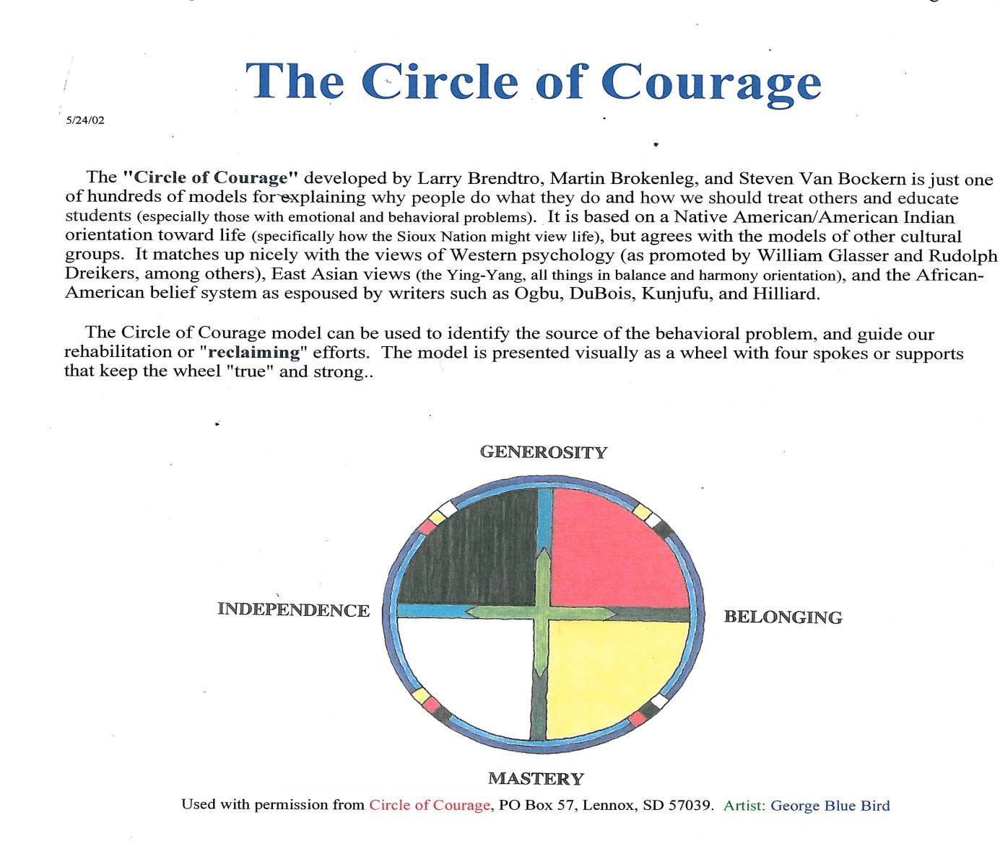 The Circle of Courage
5/24/02
The "Circle of Courage" developed by Larry Brendtro, Martin Brokenleg, and Steven Van Bockern is just one
of hundreds of models for explaining why people do what they do and how we should treat others and educate
students (especially those with emotional and behavioral problems). It is based on a Native American/American Indian
orientation toward life (specifically how the Sioux Nation might view life), but agrees with the models of other cultural
groups. It matches up nicely with the views of Western psychology (as promoted by William Glasser and Rudolph
Dreikers, among others), East Asian views (the Ying-Yang, all things in balance and harmony orientation), and the African-
American belief system as espoused by writers such as Ogbu, DuBois, Kunjufu, and Hilliard.
The Circle of Courage model can be used to identify the source of the behavioral problem, and guide our
rehabilitation or "reclaiming" efforts. The model is presented visually as a wheel with four spokes or supports
that keep the wheel "true" and strong..
GENEROSITY
INDEPENDENCE
BELONGING
MASTERY
Used with permission from Circle of Courage, PO Box 57, Lennox, SD 57039. Artist: George Blue Bird